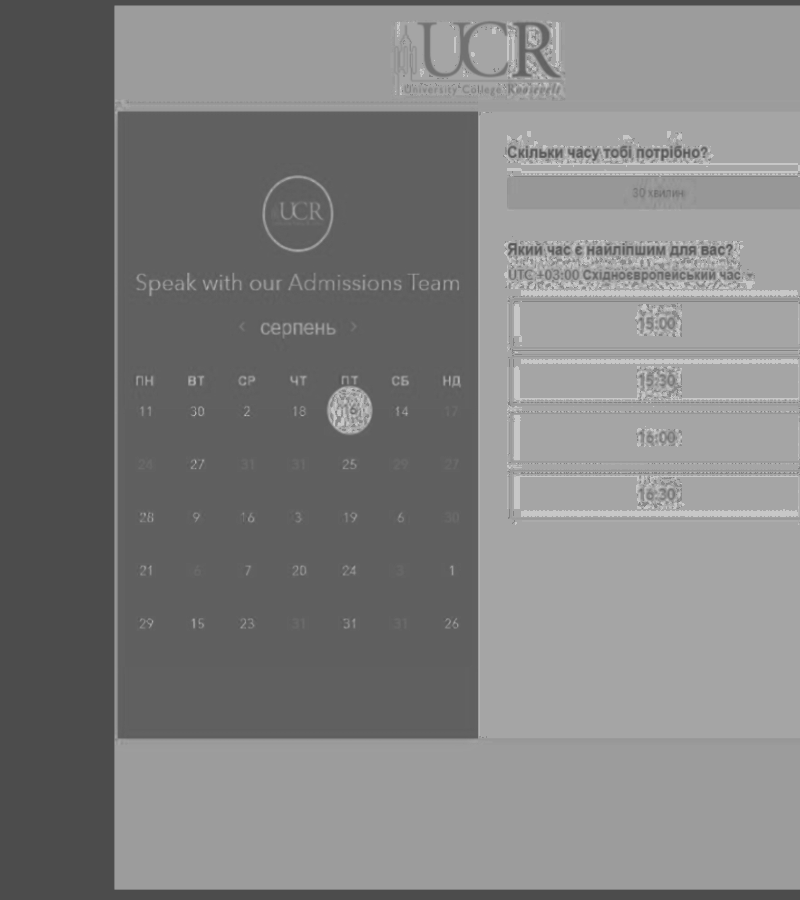 UCR
University College Roosevelt
UCR
Speak with our Admissions Team
‹ серпень ›
ПН ВТ СР ЧТ ПТ СБ НД
11 30 2 18 16 14 17
26 27 31 31 25 29 27
28 9 16 3 19 6 30
21 6 7 20 24 1
29 15 23 31 31 31 26
Скільки часу тобі потрібно?
30 хвилин
Який час є найліпшим для вас?
UTC +03:00 Східноєвропейський час
15:00
15:30
16:00
16:30